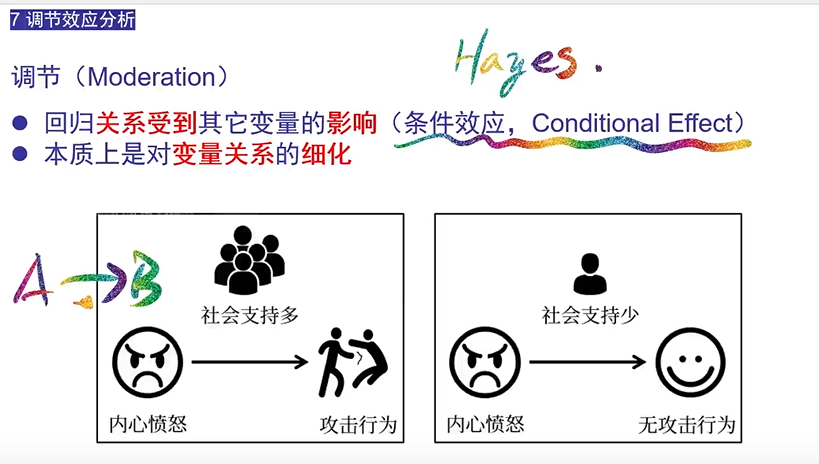 7 调节效应分析
Hayes.
调节（Moderation）
● 回归关系受到其它变量的影响（条件效应，Conditional Effect）
● 本质上是对变量关系的细化
A→B
社会支持多
内心愤怒
攻击行为
社会支持少
内心愤怒
无攻击行为